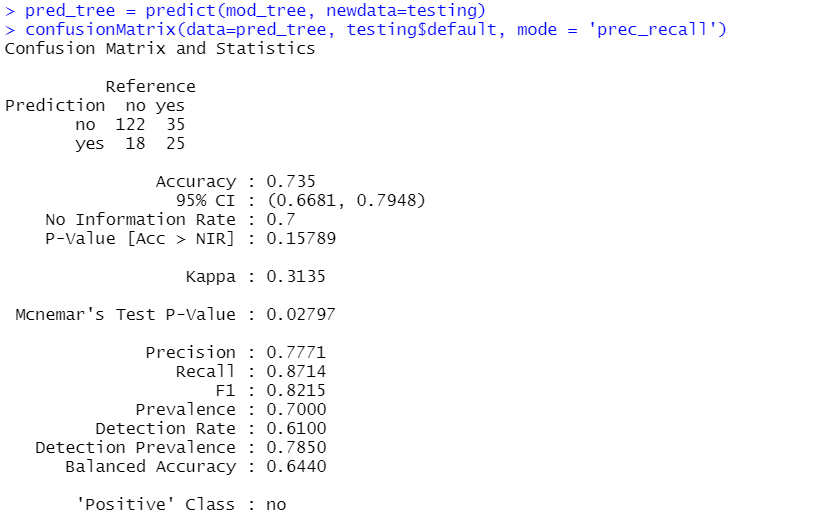 > pred_tree = predict(mod_tree, newdata=testing)
> confusionMatrix(data=pred_tree, testing$default, mode = 'prec_recall')
Confusion Matrix and Statistics

          Reference
Prediction  no yes
       no  122  35
       yes  18  25

               Accuracy : 0.735
                 95% CI : (0.6681, 0.7948)
    No Information Rate : 0.7
    P-Value [Acc > NIR] : 0.15789

                  Kappa : 0.3135

 Mcnemar's Test P-Value : 0.02797

              Precision : 0.7771
                 Recall : 0.8714
                     F1 : 0.8215
             Prevalence : 0.7000
         Detection Rate : 0.6100
   Detection Prevalence : 0.7850
      Balanced Accuracy : 0.6440

       'Positive' Class : no